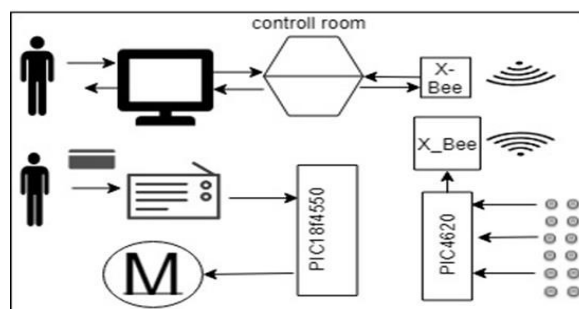 controll room
X-
Bee
X_Bee
PIC18f4550
PIC4620
M